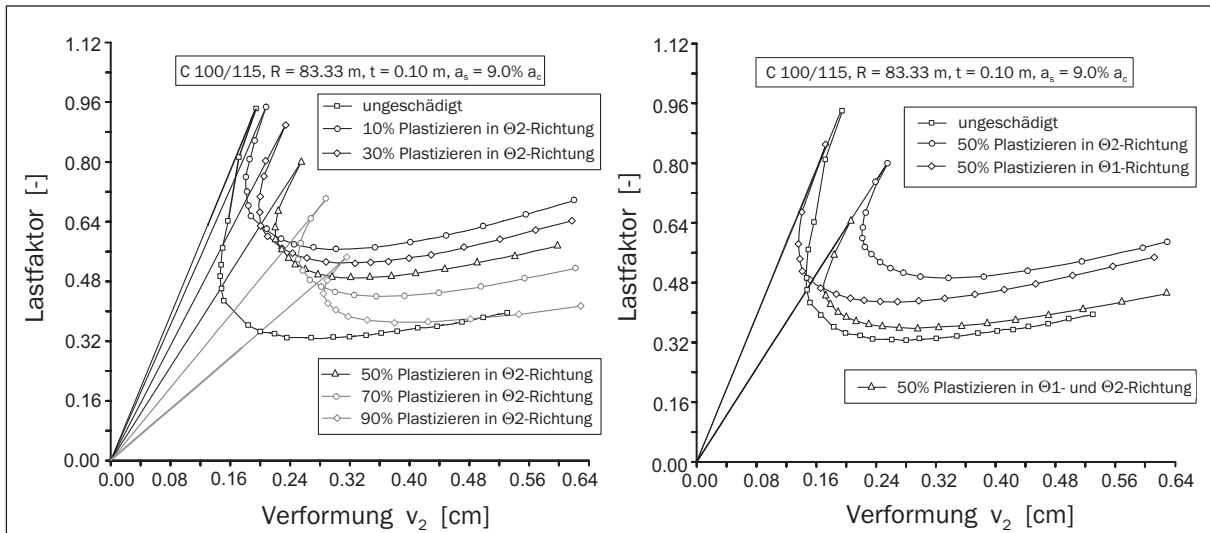 C 100/115, R = 83.33 m, t = 0.10 m, a_s = 9.0% a_c
ungeschädigt
10% Plastizieren in Θ2-Richtung
30% Plastizieren in Θ2-Richtung
50% Plastizieren in Θ2-Richtung
70% Plastizieren in Θ2-Richtung
90% Plastizieren in Θ2-Richtung
Lastfaktor [-]
1.12
0.96
0.80
0.64
0.48
0.32
0.16
0.00
0.00 0.08 0.16 0.24 0.32 0.40 0.48 0.56 0.64
Verformung v_2 [cm]
C 100/115, R = 83.33 m, t = 0.10 m, a_s = 9.0% a_c
ungeschädigt
50% Plastizieren in Θ2-Richtung
50% Plastizieren in Θ1-Richtung
50% Plastizieren in Θ1- und Θ2-Richtung
Lastfaktor [-]
1.12
0.96
0.80
0.64
0.48
0.32
0.16
0.00
0.00 0.08 0.16 0.24 0.32 0.40 0.48 0.56 0.64
Verformung v_2 [cm]